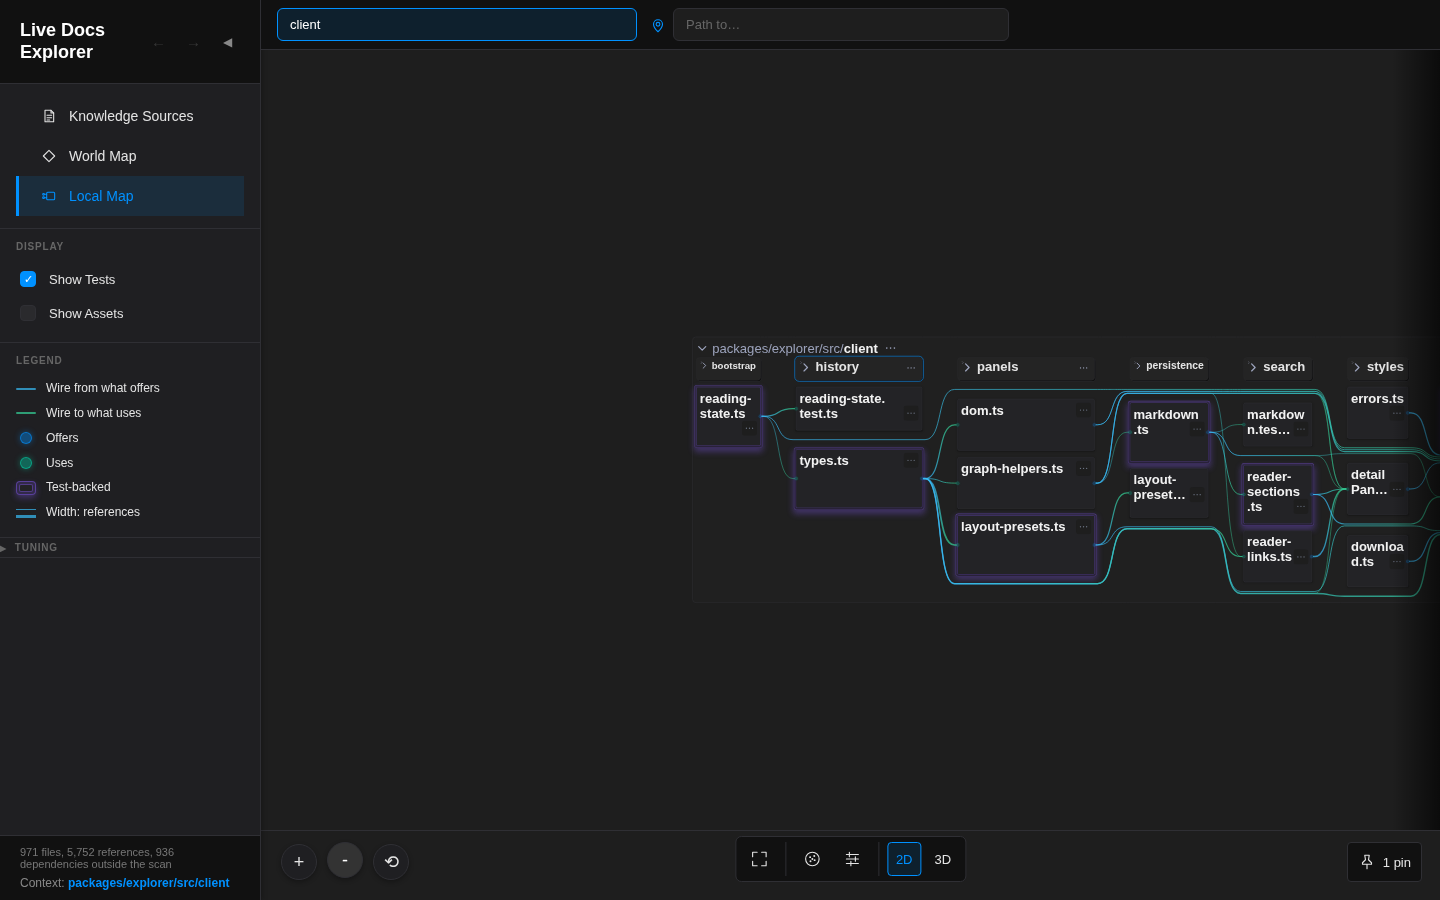 Live Docs
Explorer
← → ◀
Knowledge Sources
World Map
Local Map
DISPLAY
✓ Show Tests
Show Assets
LEGEND
Wire from what offers
Wire to what uses
Offers
Uses
Test-backed
Width: references
▶ TUNING
971 files, 5,752 references, 936
dependencies outside the scan
Context: packages/explorer/src/client
client
Path to…
packages/explorer/src/client ···
bootstrap
history ···
panels ···
persistence
search
styles
reading-
state.ts
···
reading-state.
test.ts ···
types.ts ···
dom.ts ···
graph-helpers.ts ···
layout-presets.ts ···
markdown
.ts ···
layout-
preset… ···
markdow
n.tes… ···
reader-
sections
.ts ···
reader-
links.ts ···
errors.ts
···
detail
Pan… ···
downloa
d.ts ···
+ - ⟲
2D 3D
1 pin